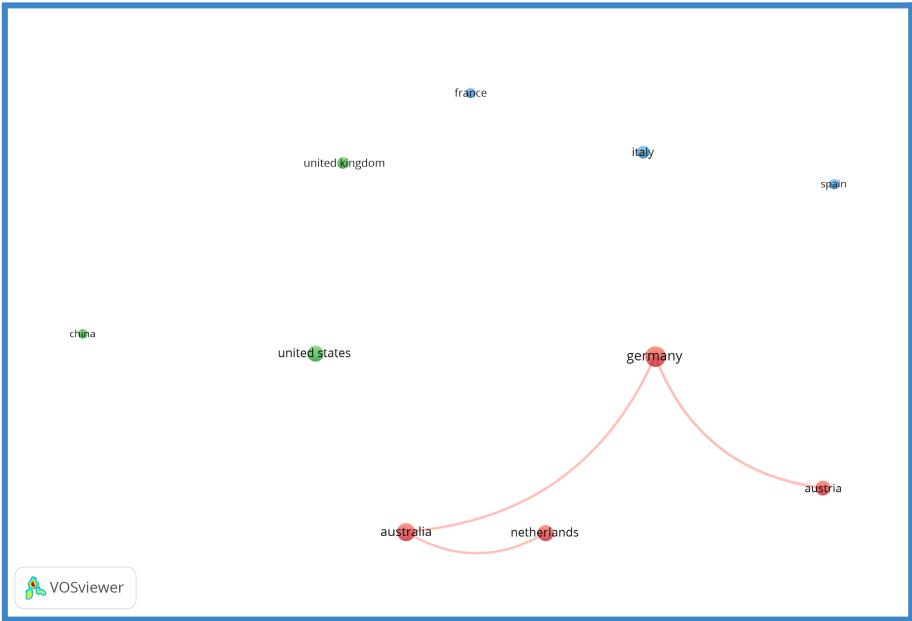 france
united kingdom
italy
spain
china
united states
germany
austria
australia
netherlands
VOSviewer